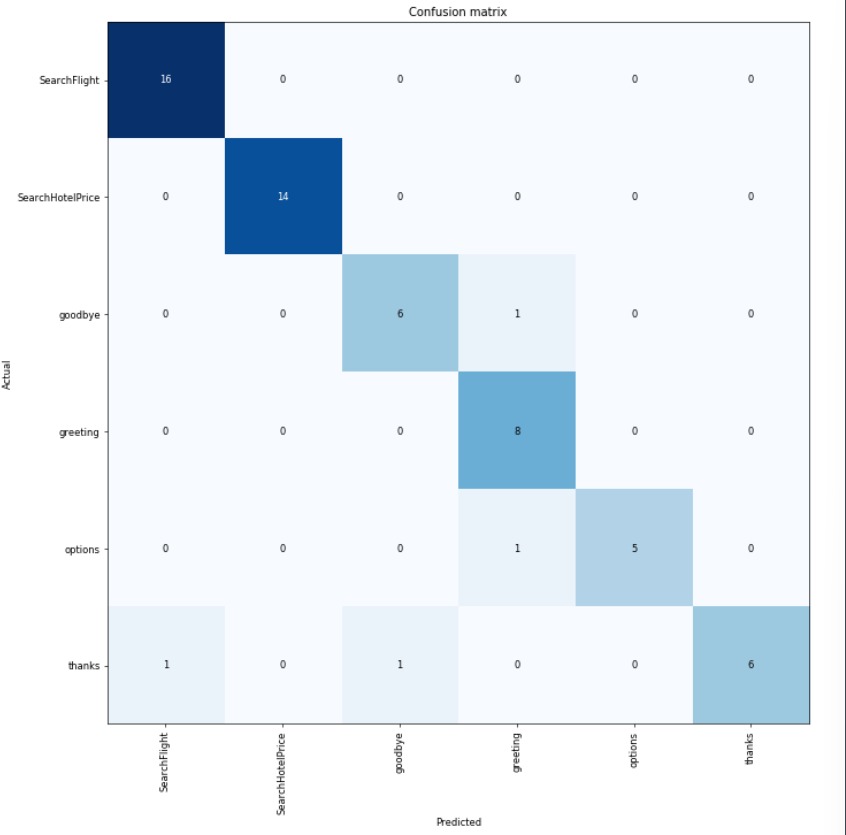 Confusion matrix
SearchFlight 16 0 0 0 0 0
SearchHotelPrice 0 14 0 0 0 0
goodbye 0 0 6 1 0 0
Actual
greeting 0 0 0 8 0 0
options 0 0 0 1 5 0
thanks 1 0 1 0 0 6
SearchFlight SearchHotelPrice goodbye greeting options thanks
Predicted